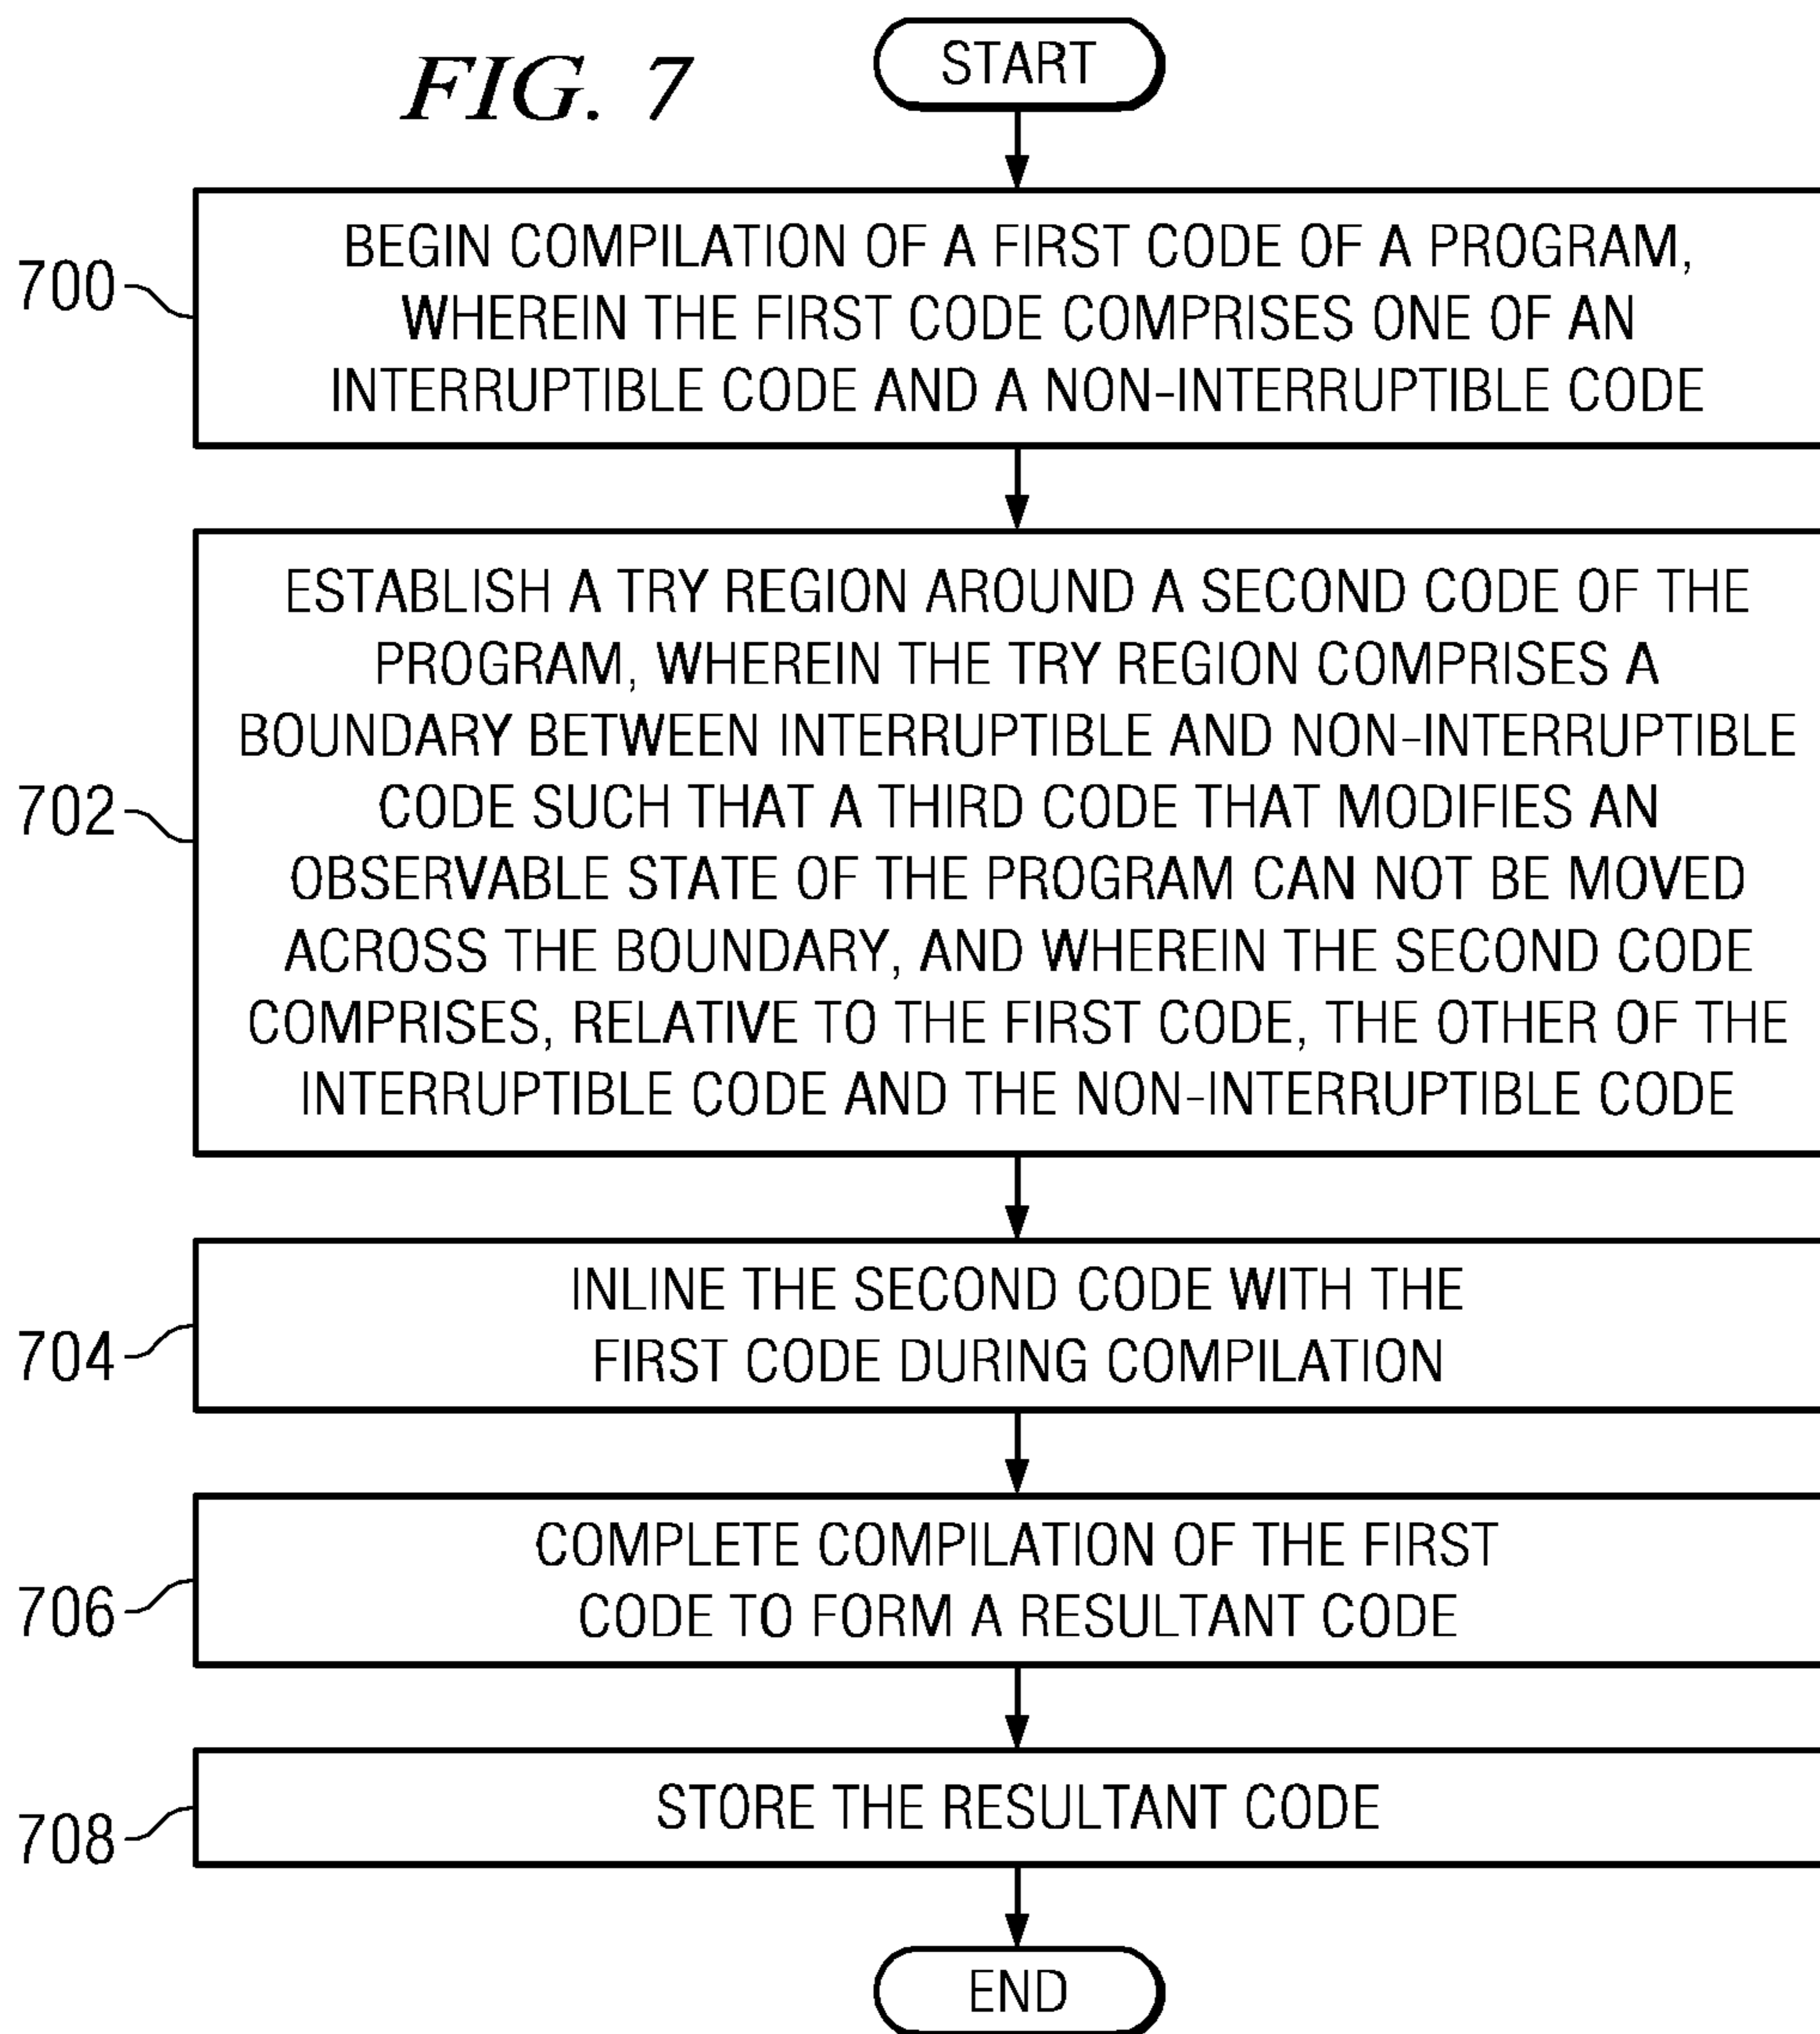 FIG. 7
START
700
BEGIN COMPILATION OF A FIRST CODE OF A PROGRAM,
WHEREIN THE FIRST CODE COMPRISES ONE OF AN
INTERRUPTIBLE CODE AND A NON-INTERRUPTIBLE CODE
702
ESTABLISH A TRY REGION AROUND A SECOND CODE OF THE
PROGRAM, WHEREIN THE TRY REGION COMPRISES A
BOUNDARY BETWEEN INTERRUPTIBLE AND NON-INTERRUPTIBLE
CODE SUCH THAT A THIRD CODE THAT MODIFIES AN
OBSERVABLE STATE OF THE PROGRAM CAN NOT BE MOVED
ACROSS THE BOUNDARY, AND WHEREIN THE SECOND CODE
COMPRISES, RELATIVE TO THE FIRST CODE, THE OTHER OF THE
INTERRUPTIBLE CODE AND THE NON-INTERRUPTIBLE CODE
704
INLINE THE SECOND CODE WITH THE
FIRST CODE DURING COMPILATION
706
COMPLETE COMPILATION OF THE FIRST
CODE TO FORM A RESULTANT CODE
708
STORE THE RESULTANT CODE
END